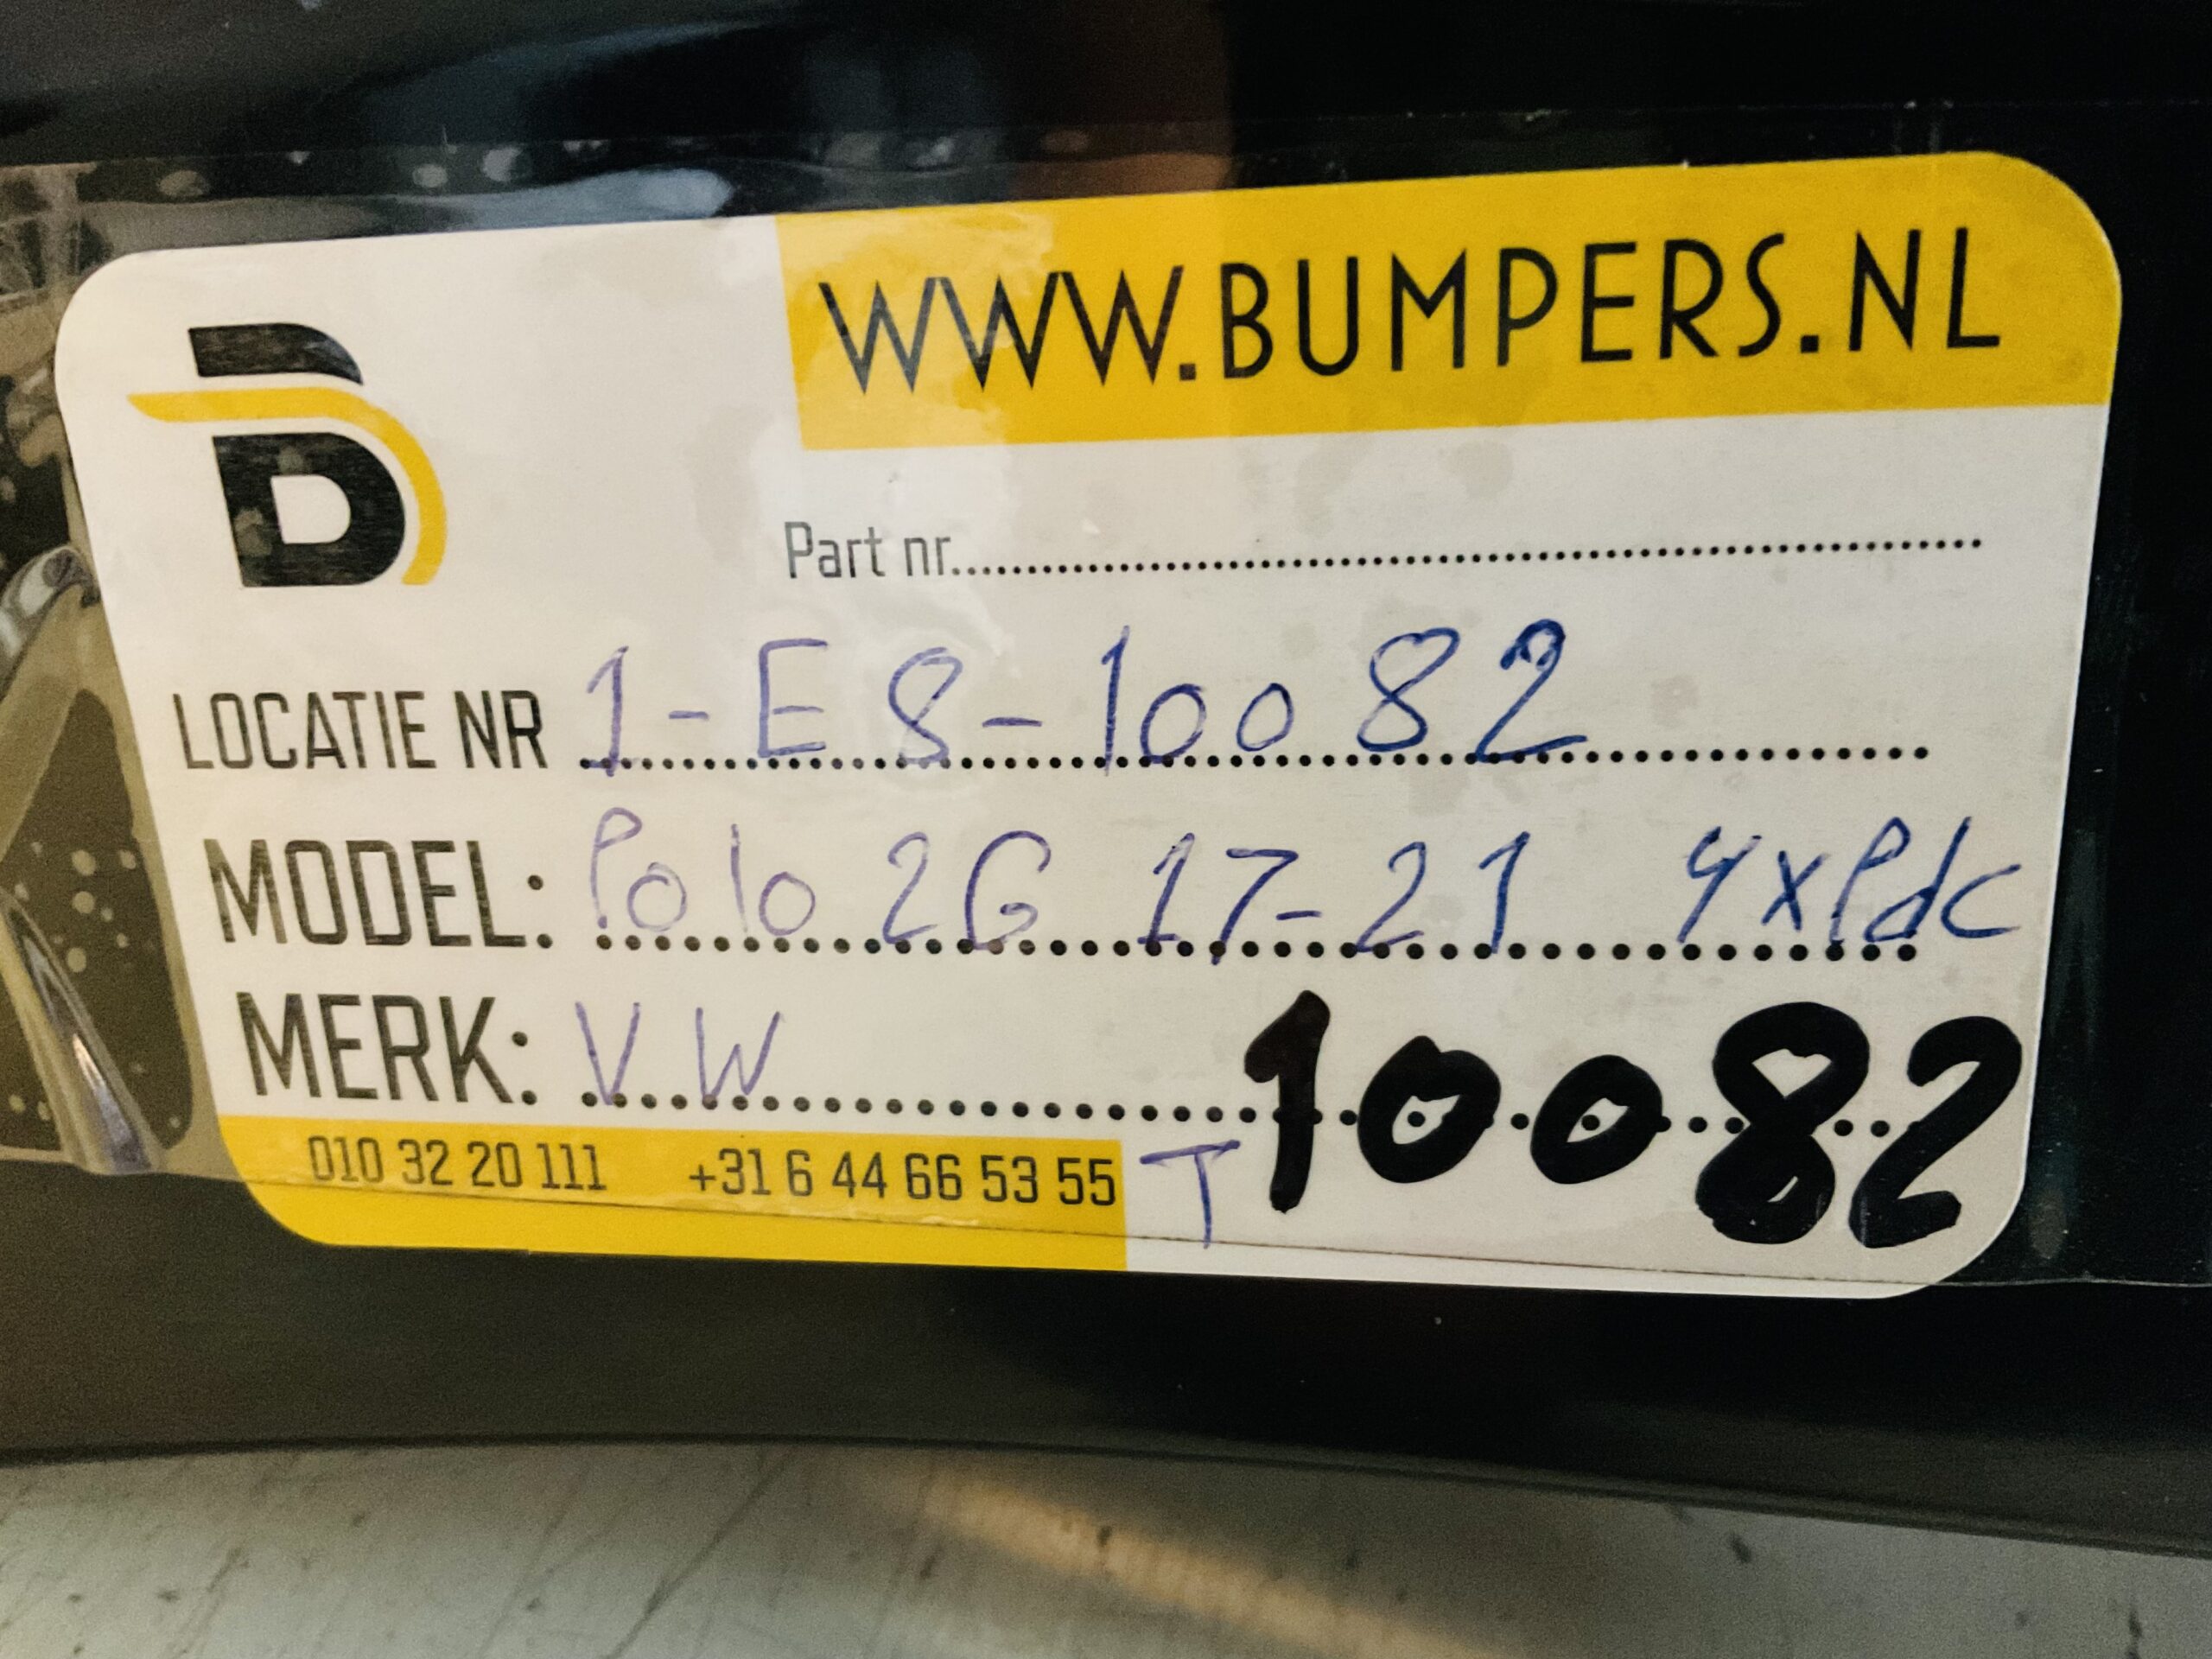 B
WWW.BUMPERS.NL
Part nr..........
LOCATIE NR 1-E8-10082
MODEL: Polo 2G 17-21 4xPdc
MERK: VW
10082
010 32 20 111 +31 6 44 66 53 55 T